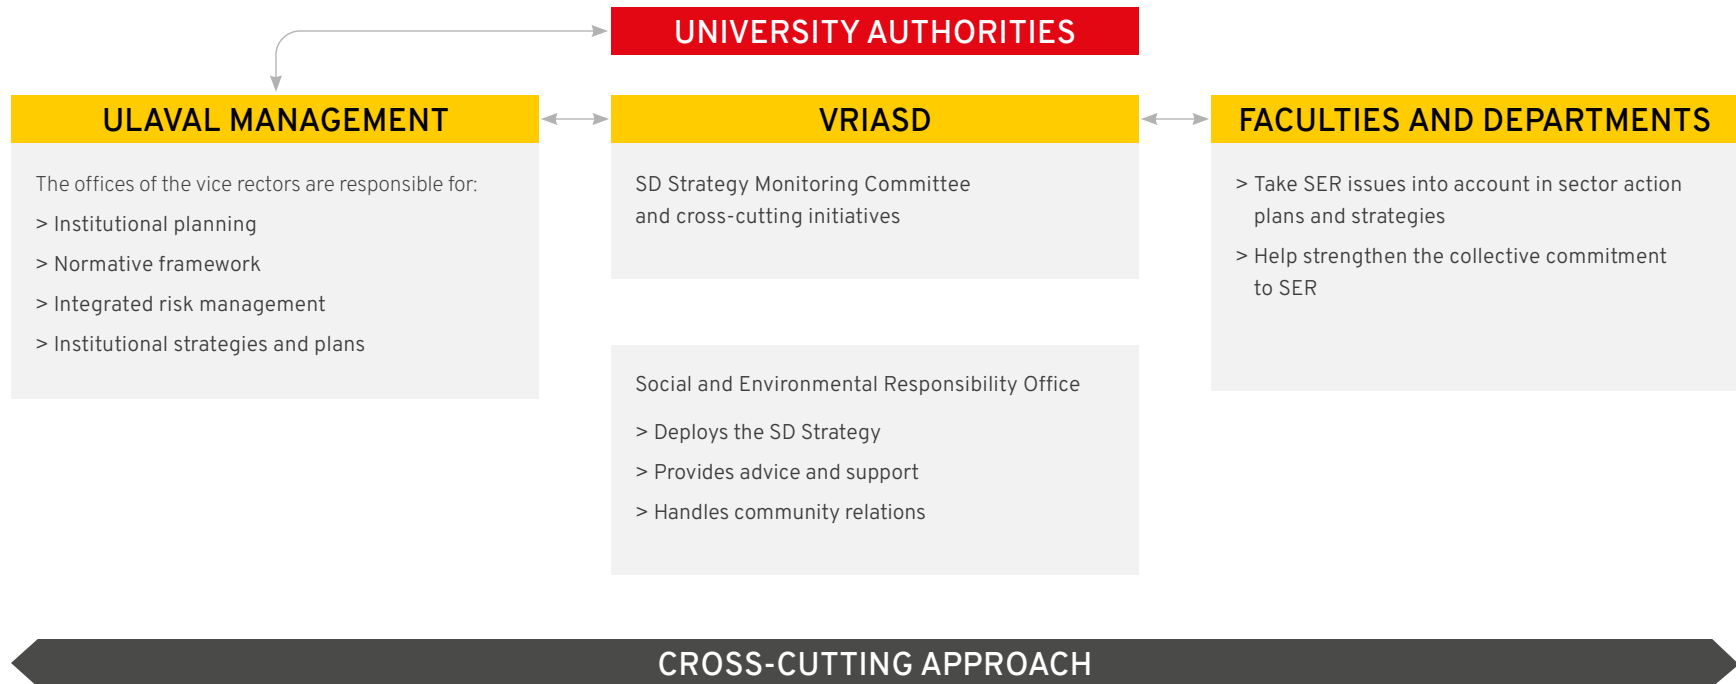 UNIVERSITY AUTHORITIES
ULAVAL MANAGEMENT
The offices of the vice rectors are responsible for:
> Institutional planning
> Normative framework
> Integrated risk management
> Institutional strategies and plans
VRIASD
SD Strategy Monitoring Committee
and cross-cutting initiatives
Social and Environmental Responsibility Office
> Deploys the SD Strategy
> Provides advice and support
> Handles community relations
FACULTIES AND DEPARTMENTS
> Take SER issues into account in sector action
plans and strategies
> Help strengthen the collective commitment
to SER
CROSS-CUTTING APPROACH